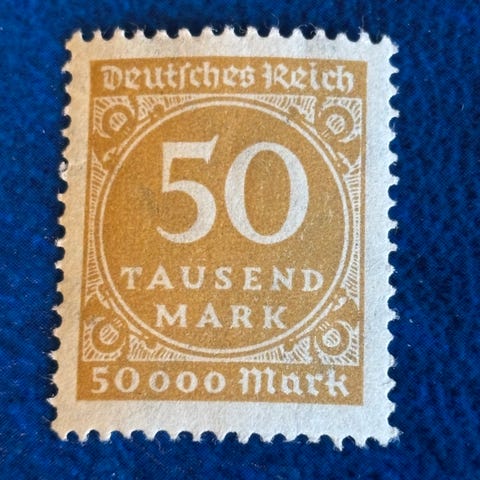 Deutsches Reich
50
TAUSEND
MARK
50000 Mark